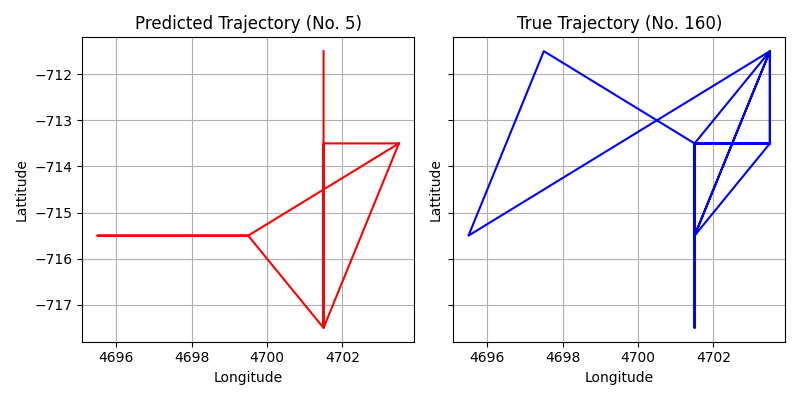 Predicted Trajectory (No. 5)
True Trajectory (No. 160)
−712
−713
−714
−715
−716
−717
Lattitude
Lattitude
4696
4698
4700
4702
4696
4698
4700
4702
Longitude
Longitude